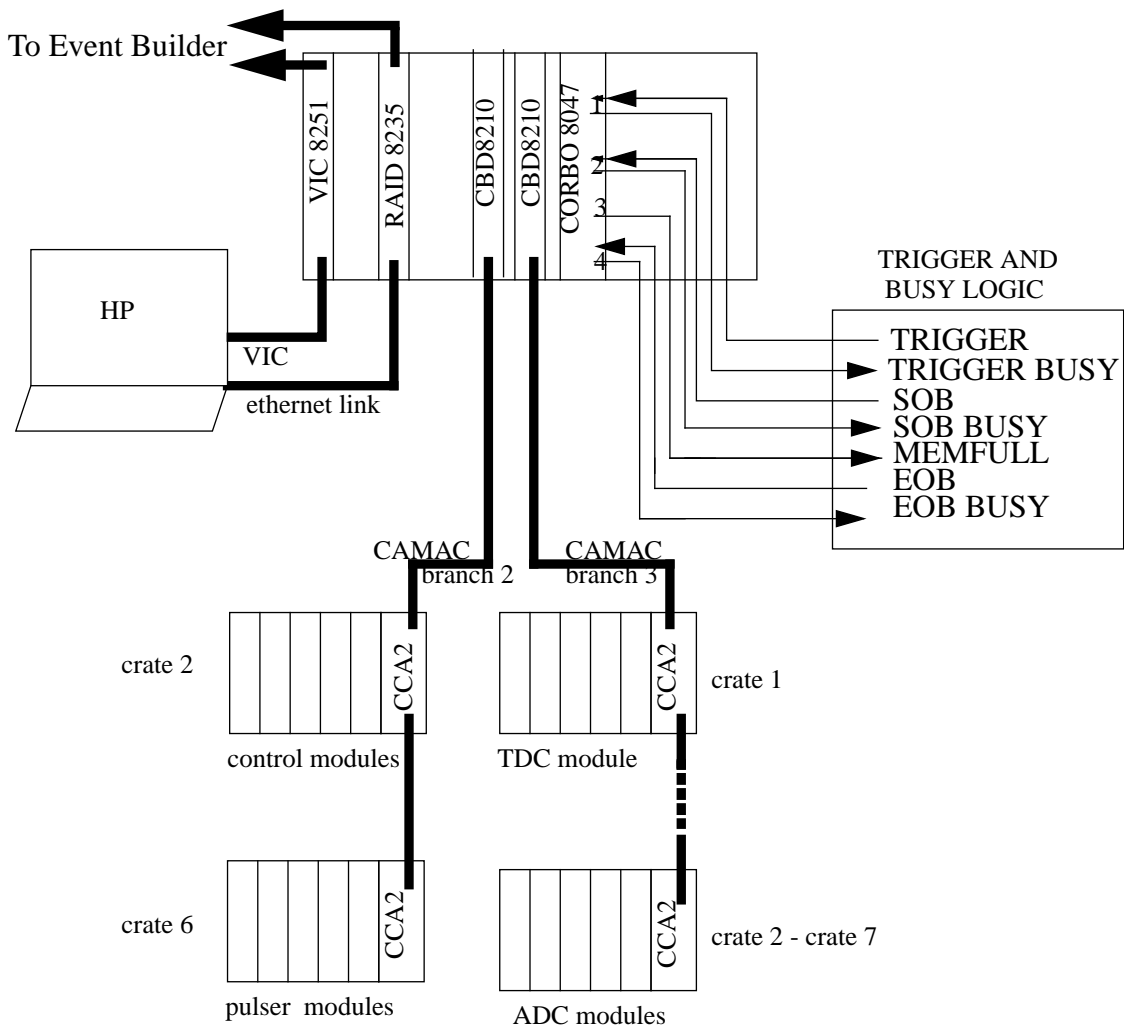 To Event Builder
VIC 8251
RAID 8235
CBD8210
CBD8210
CORBO 8047
1
2
3
4
HP
VIC
ethernet link
TRIGGER AND
BUSY LOGIC
TRIGGER
TRIGGER BUSY
SOB
SOB BUSY
MEMFULL
EOB
EOB BUSY
CAMAC
branch 2
CAMAC
branch 3
crate 2
CCA2
control modules
CCA2
crate 1
TDC module
crate 6
CCA2
pulser modules
CCA2
crate 2 - crate 7
ADC modules